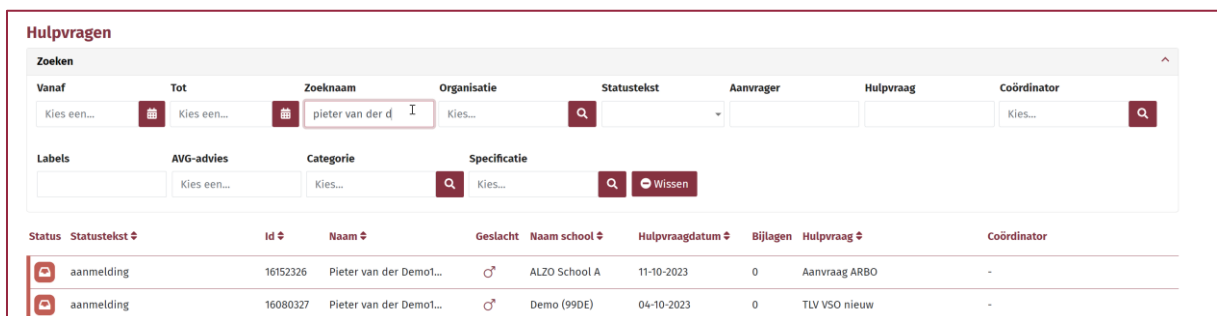 Hulpvragen
Zoeken
Vanaf Tot Zoeknaam Organisatie Statustekst Aanvrager Hulpvraag Coördinator
Kies een... Kies een... pieter van der d Kies... Kies...
Labels AVG-advies Categorie Specificatie
Kies een... Kies... Kies... Wissen
Status Statustekst Id Naam Geslacht Naam school Hulpvraagdatum Bijlagen Hulpvraag Coördinator
aanmelding 16152326 Pieter van der Demo1... ALZO School A 11-10-2023 0 Aanvraag ARBO -
aanmelding 16080327 Pieter van der Demo1... Demo (99DE) 04-10-2023 0 TLV VSO nieuw -